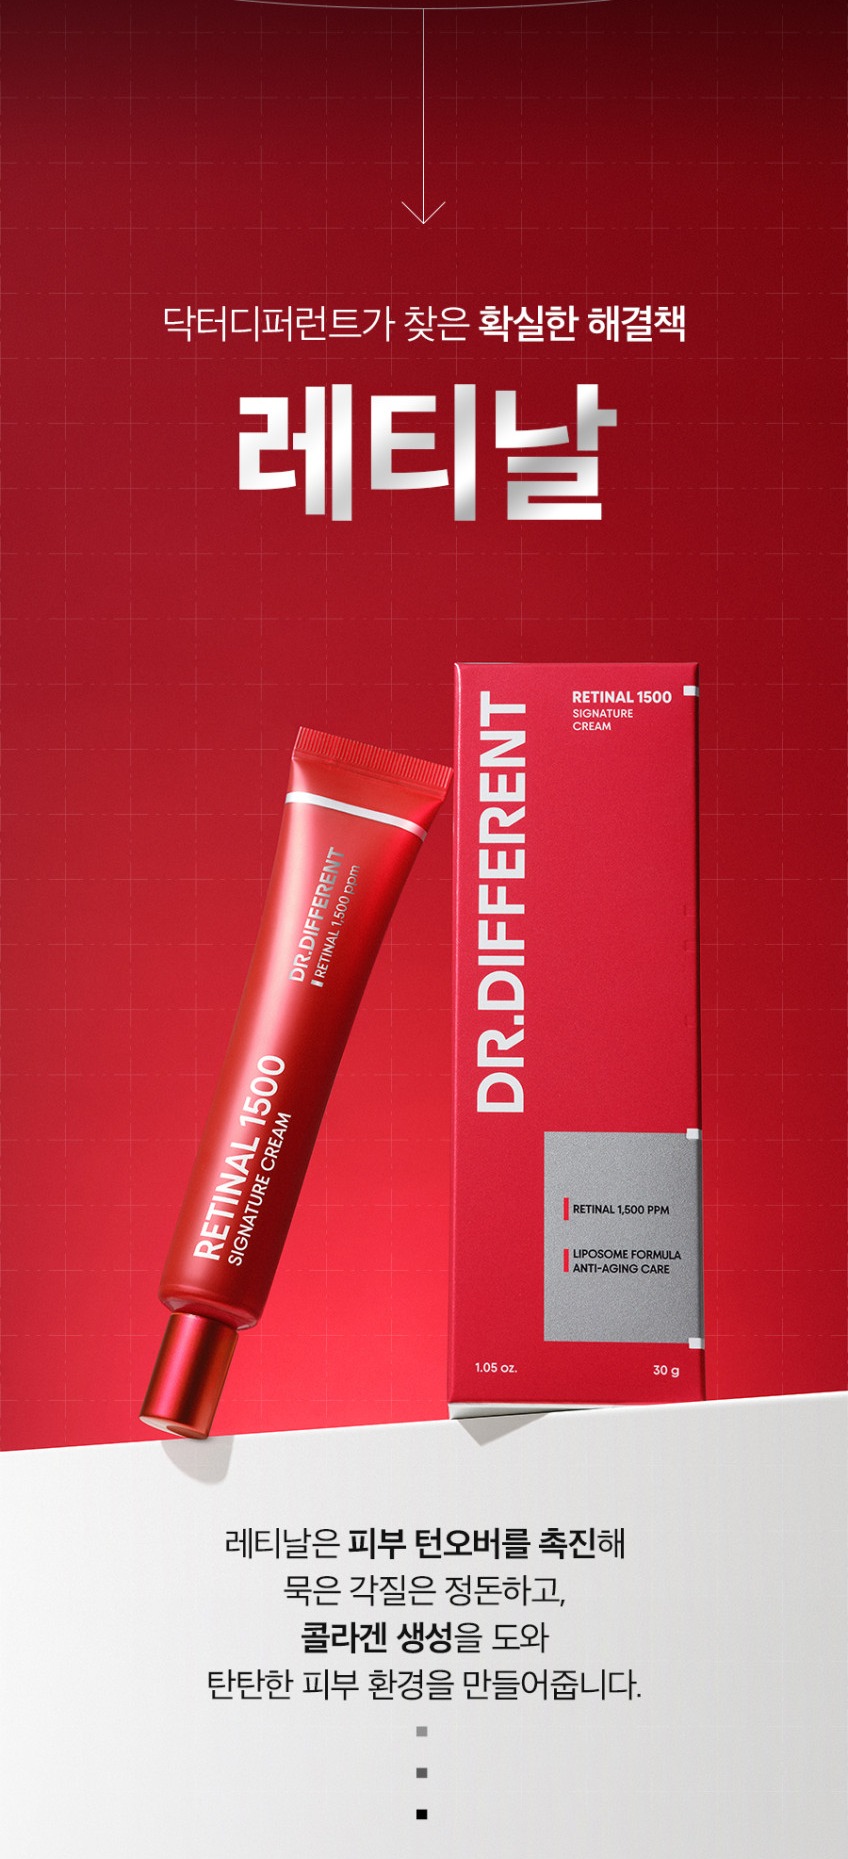 닥터디퍼런트가 찾은 확실한 해결책
레티날
DR.DIFFERENT
RETINAL 1,500 ppm
RETINAL 1500
SIGNATURE CREAM
RETINAL 1500
SIGNATURE
CREAM
DR.DIFFERENT
RETINAL 1,500 PPM
LIPOSOME FORMULA
ANTI-AGING CARE
1.05 oz.
30 g
레티날은 피부 턴오버를 촉진해
묵은 각질은 정돈하고,
콜라겐 생성을 도와
탄탄한 피부 환경을 만들어줍니다.